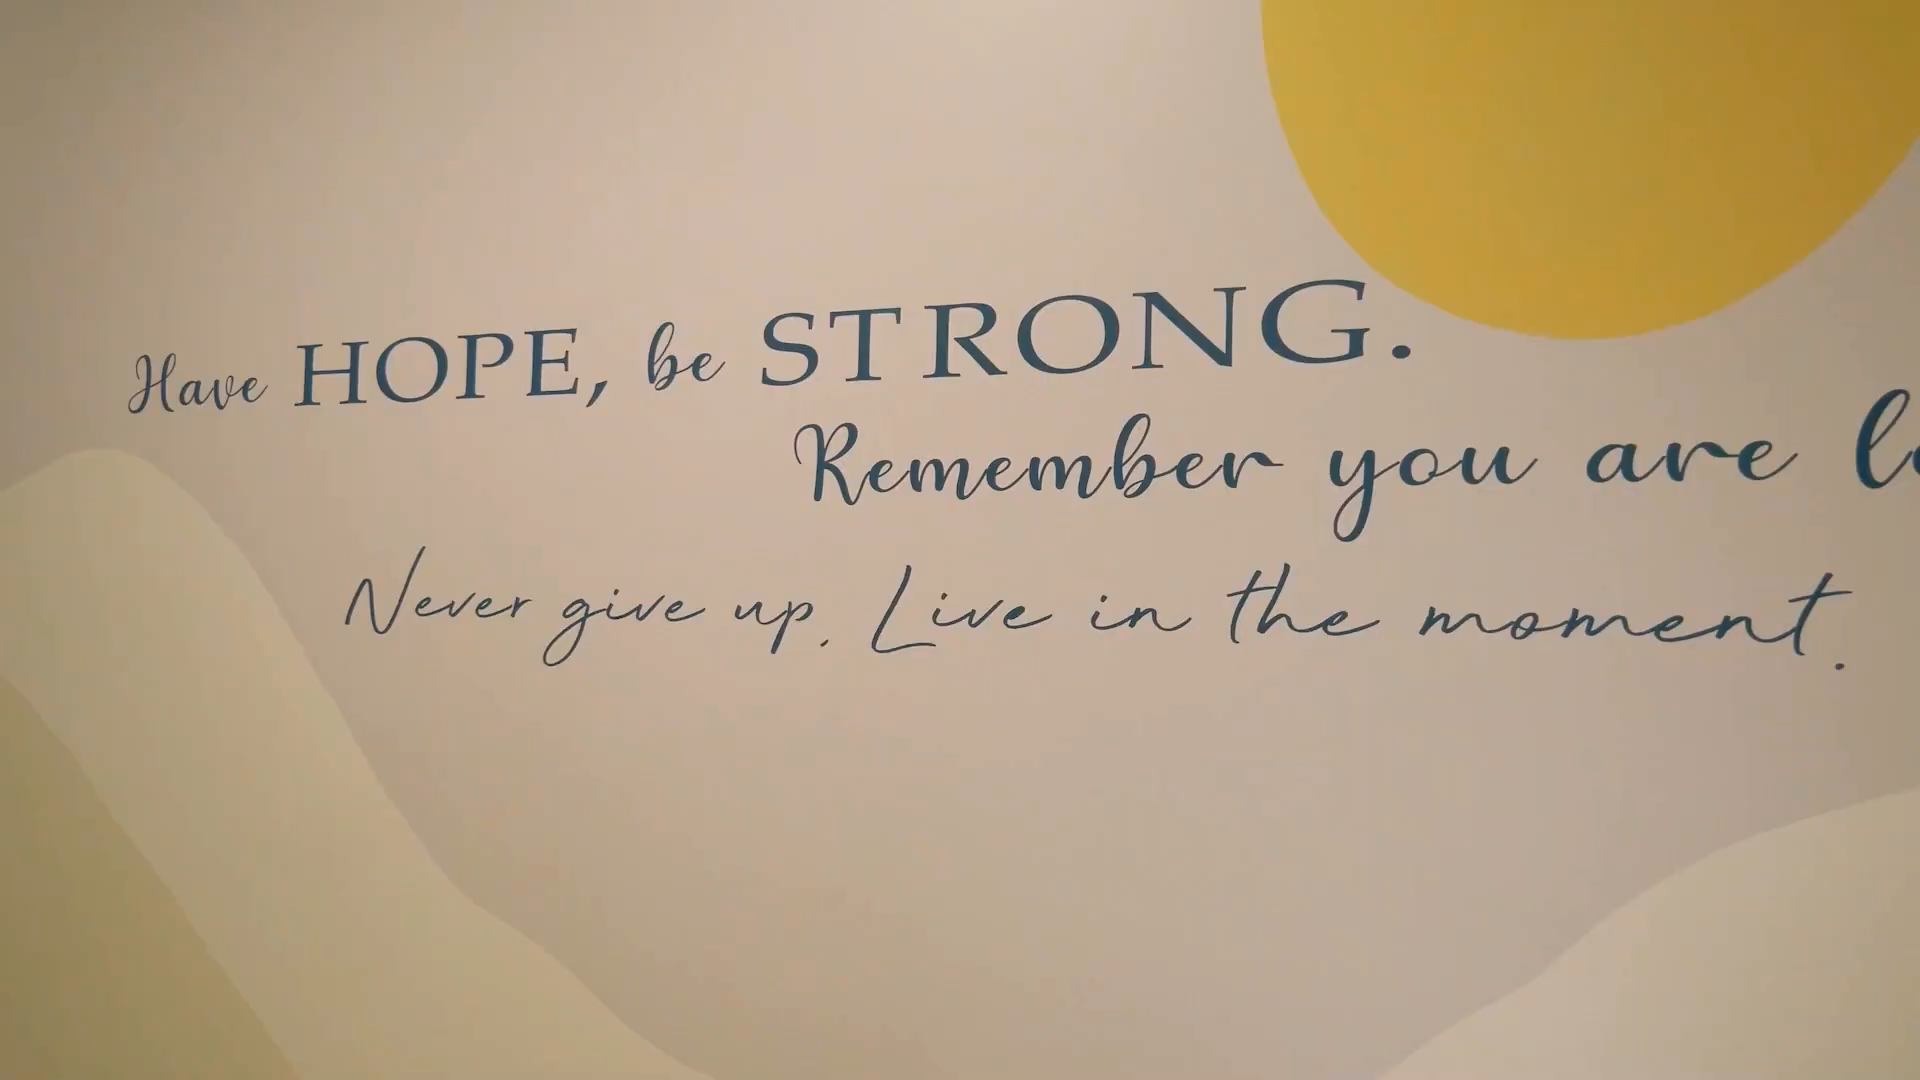 Have HOPE, be STRONG.
Remember you are
Never give up. Live in the moment.